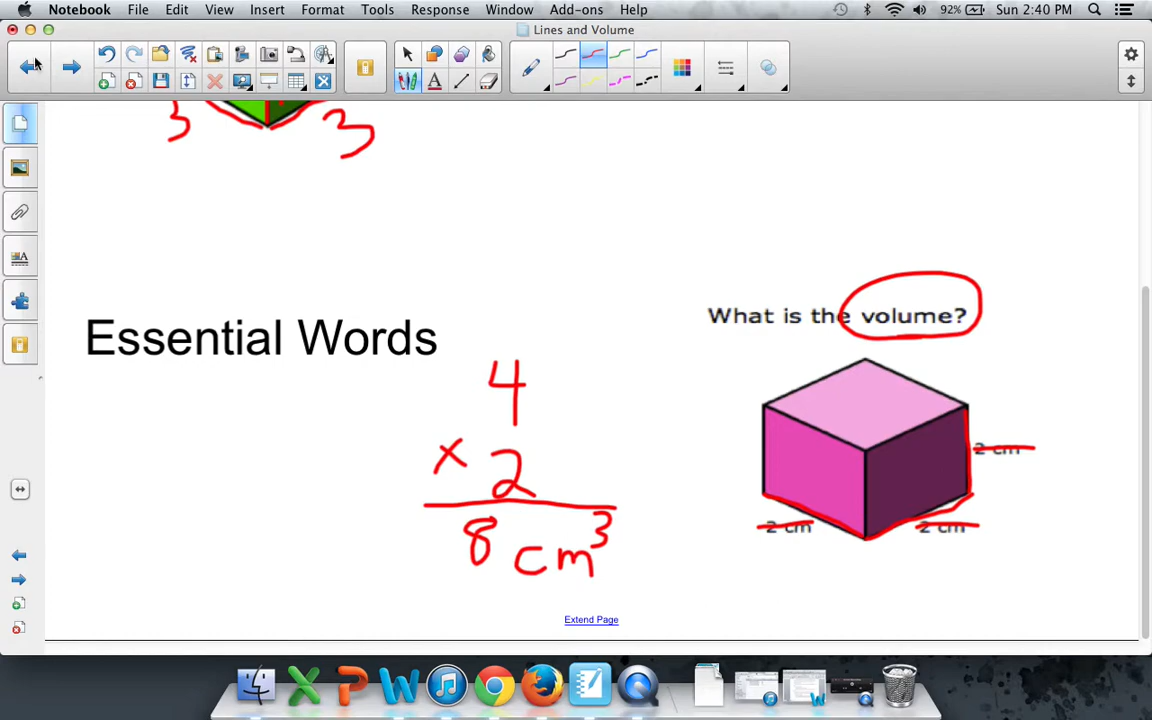 Notebook File Edit View Insert Format Tools Response Window Add-ons Help 92% Sun 2:40 PM
Lines and Volume
A
3 3
What is the volume?
Essential Words
4
x 2
8 cm³
2 cm
2 cm 2 cm
Extend Page